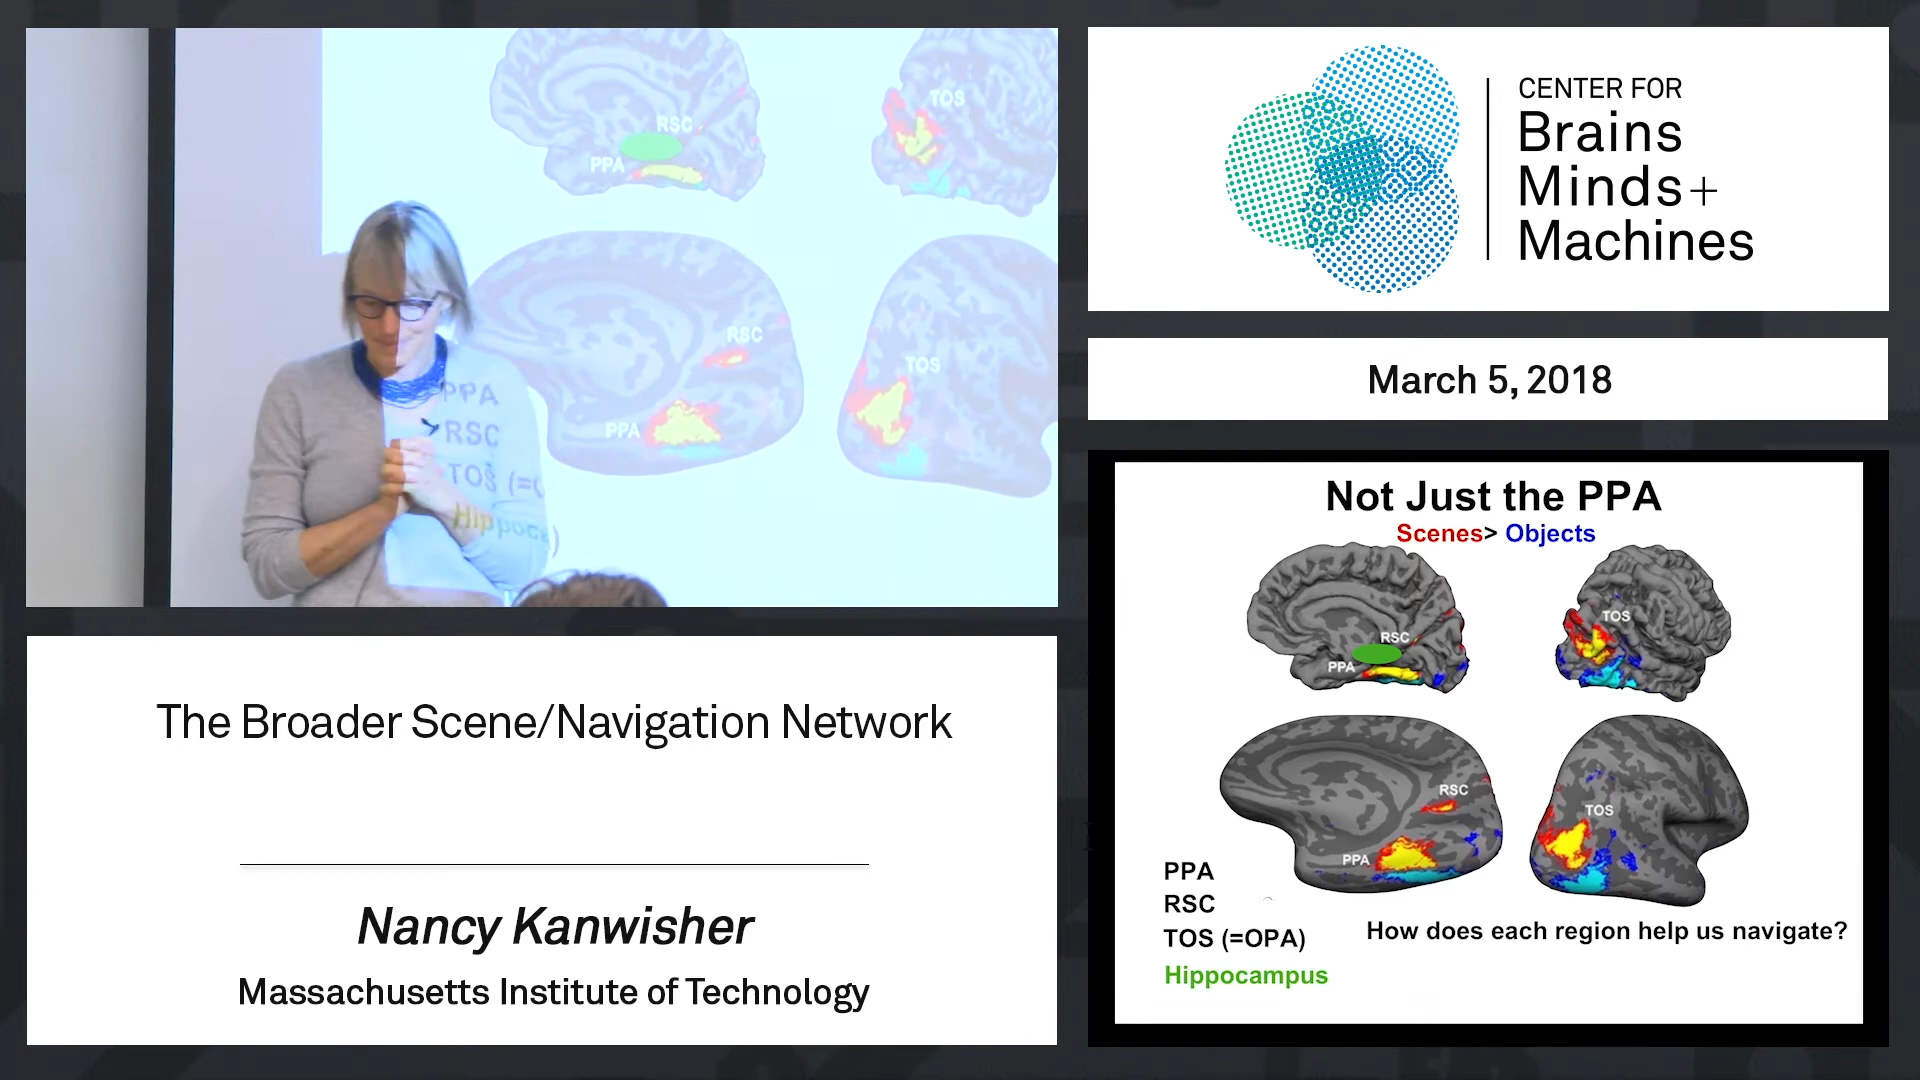 TOS
RSC
PPA
RSC
TOS
PPA
PPA
RSC
TOS (=O
Hippoca
CENTER FOR
Brains
Minds+
Machines
March 5, 2018
The Broader Scene/Navigation Network
Nancy Kanwisher
Massachusetts Institute of Technology
Not Just the PPA
Scenes> Objects
TOS
RSC
PPA
RSC
TOS
PPA
PPA
RSC
TOS (=OPA)
How does each region help us navigate?
Hippocampus